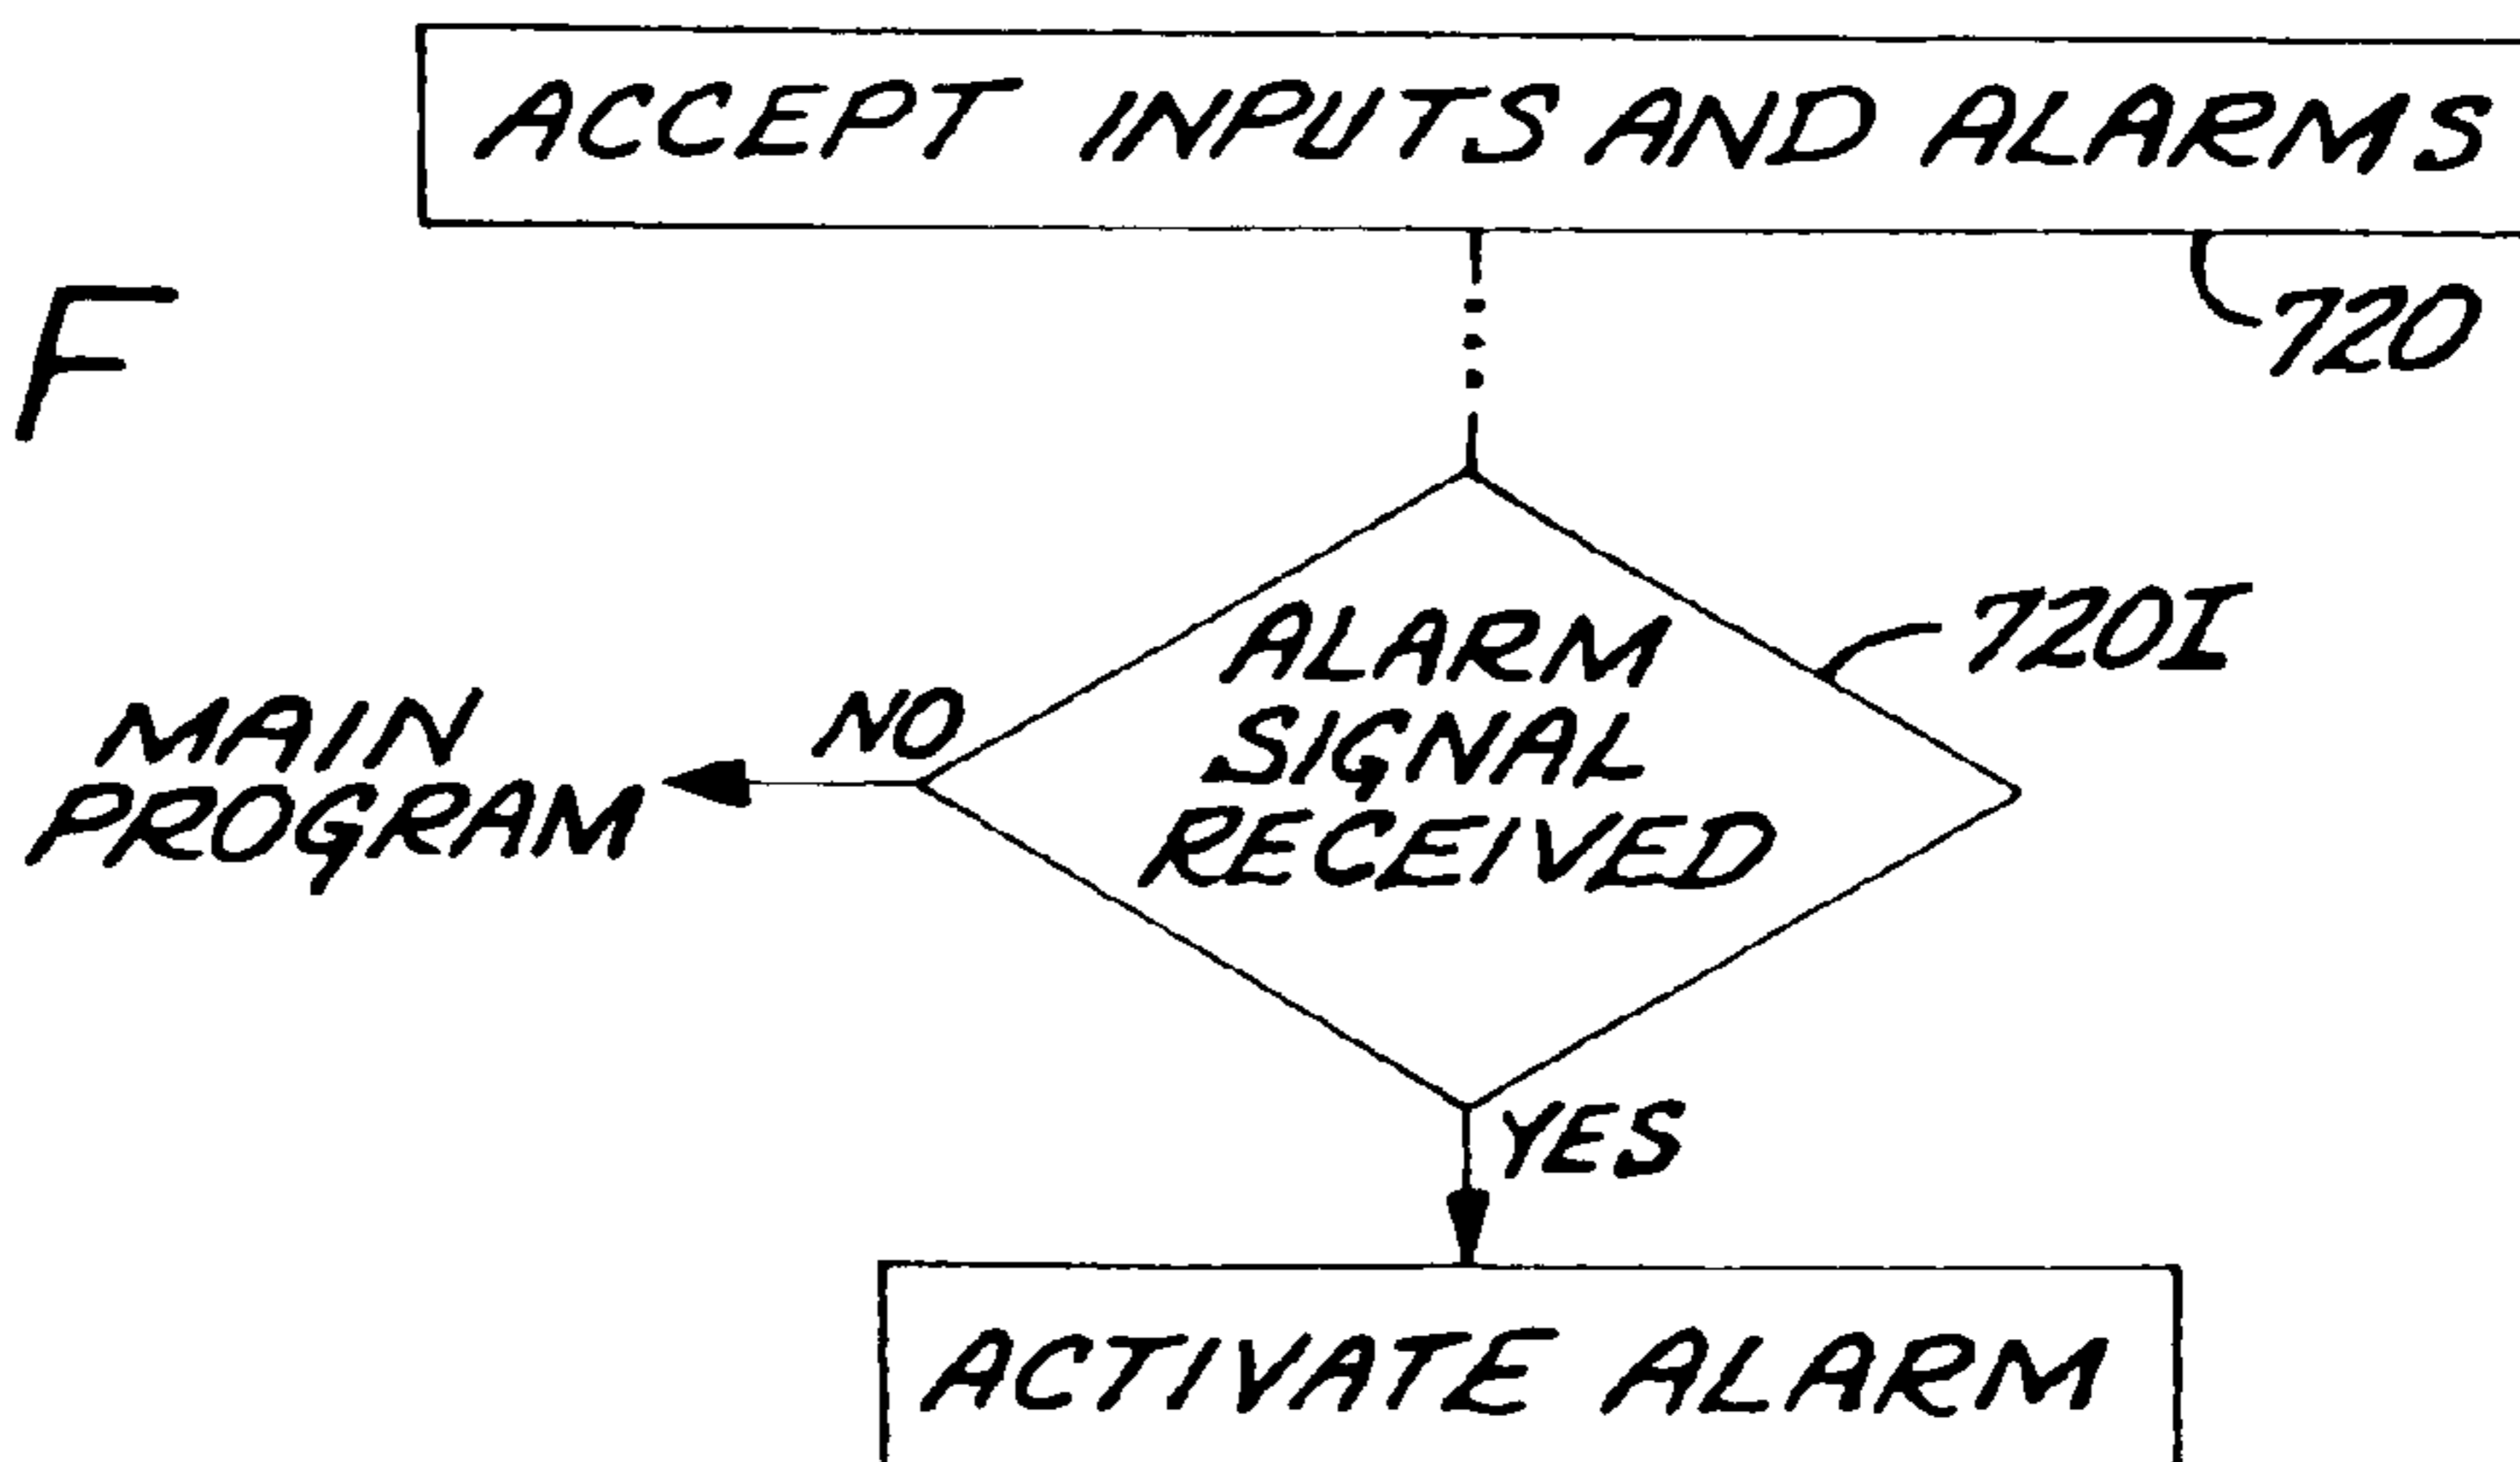 ACCEPT INPUTS AND ALARMS
F
720
ALARM
SIGNAL
RECEIVED
720I
NO
MAIN
PROGRAM
YES
ACTIVATE ALARM